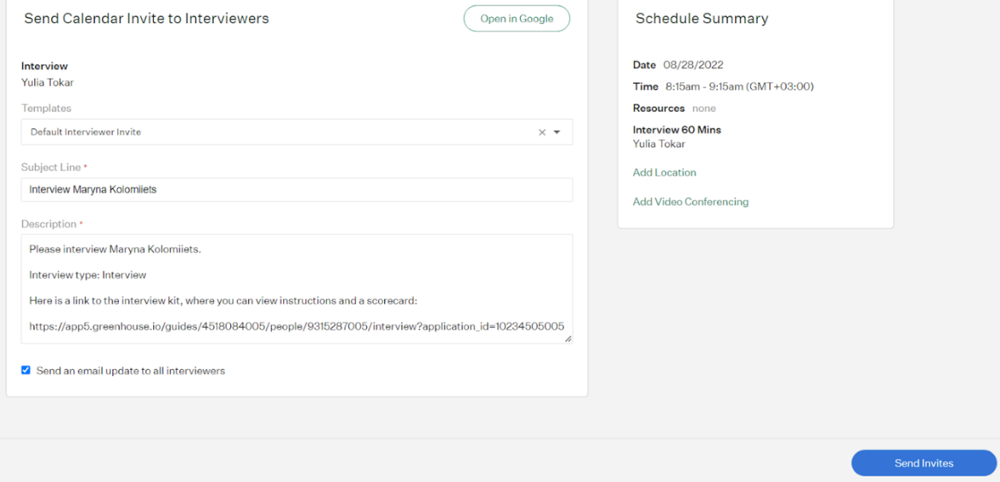 Send Calendar Invite to Interviewers
Open in Google
Interview
Yulia Tokar
Templates
Default Interviewer Invite
Subject Line *
Interview Maryna Kolomiiets
Description *
Please interview Maryna Kolomiiets.
Interview type: Interview
Here is a link to the interview kit, where you can view instructions and a scorecard:
https://app5.greenhouse.io/guides/4518084005/people/9315287005/interview?application_id=10234505005
Send an email update to all interviewers
Schedule Summary
Date 08/28/2022
Time 8:15am - 9:15am (GMT+03:00)
Resources none
Interview 60 Mins
Yulia Tokar
Add Location
Add Video Conferencing
Send Invites